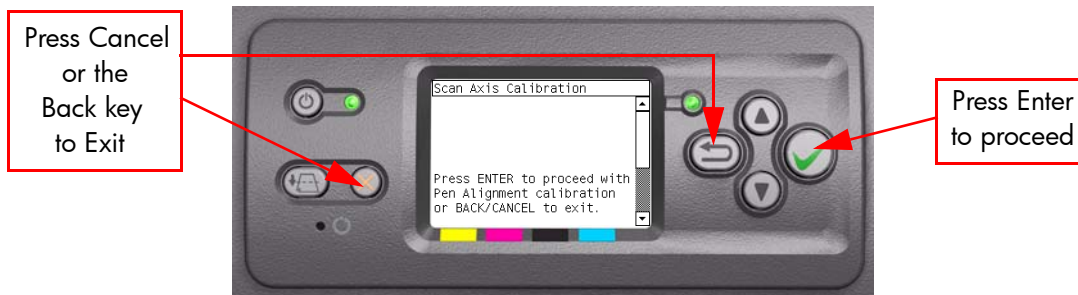 Press Cancel
or the
Back key
to Exit
Scan Axis Calibration
Press ENTER to proceed with
Pen Alignment calibration
or BACK/CANCEL to exit.
Press Enter
to proceed